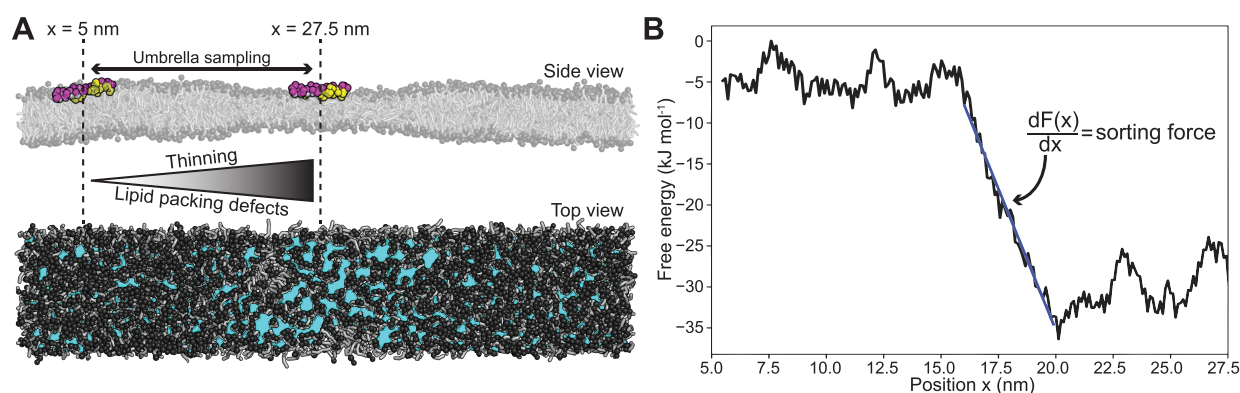 A
x = 5 nm
x = 27.5 nm
Umbrella sampling
Side view
Thinning
Lipid packing defects
Top view
B
Free energy (kJ mol⁻¹)
0
−5
−10
−15
−20
−25
−30
−35
dF(x)
dx
=sorting force
5.0
7.5
10.0
12.5
15.0
17.5
20.0
22.5
25.0
27.5
Position x (nm)